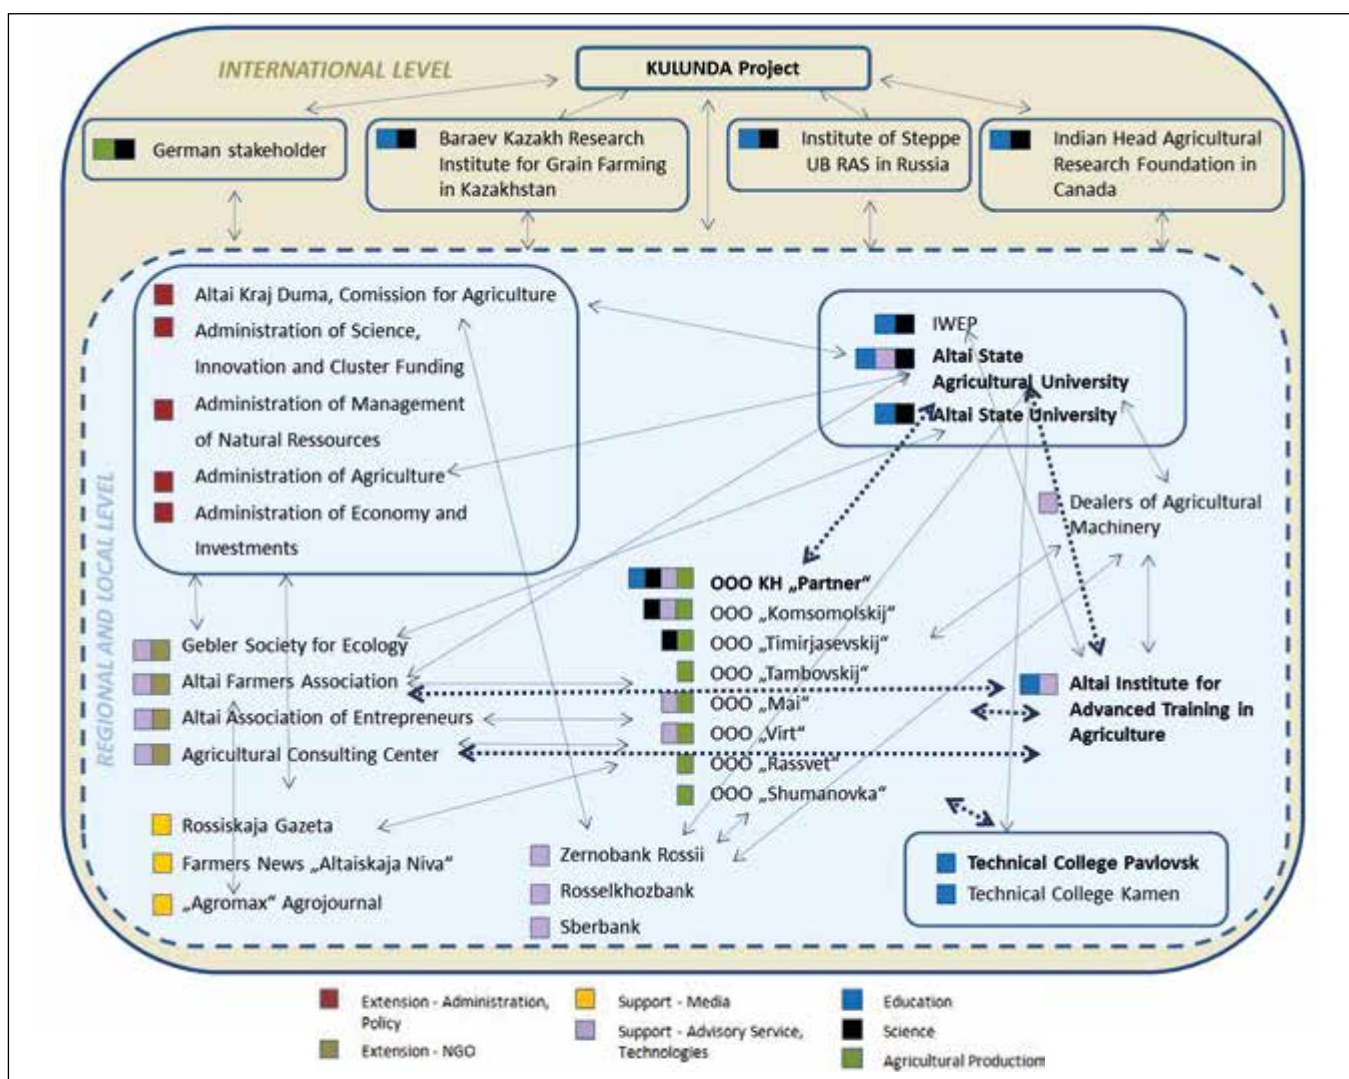 INTERNATIONAL LEVEL
KULUNDA Project
German stakeholder
Baraev Kazakh Research
Institute for Grain Farming
in Kazakhstan
Institute of Steppe
UB RAS in Russia
Indian Head Agricultural
Research Foundation in
Canada
REGIONAL AND LOCAL LEVEL
Altai Kraj Duma, Comission for Agriculture
Administration of Science,
Innovation and Cluster Funding
Administration of Management
of Natural Ressources
Administration of Agriculture
Administration of Economy and
Investments
IWEP
Altai State
Agricultural University
Altai State University
Dealers of Agricultural
Machinery
OOO KH „Partner“
OOO „Komsomolskij“
OOO „Timirjasevskij“
OOO „Tambovskij“
OOO „Mai“
OOO „Virt“
OOO „Rassvet“
OOO „Shumanovka“
Gebler Society for Ecology
Altai Farmers Association
Altai Association of Entrepreneurs
Agricultural Consulting Center
Altai Institute for
Advanced Training in
Agriculture
Rossiskaja Gazeta
Farmers News „Altaiskaja Niva“
„Agromax“ Agrojournal
Zernobank Rossii
Rosselkhozbank
Sberbank
Technical College Pavlovsk
Technical College Kamen
Extension - Administration,
Policy
Extension - NGO
Support - Media
Support - Advisory Service,
Technologies
Education
Science
Agricultural Production